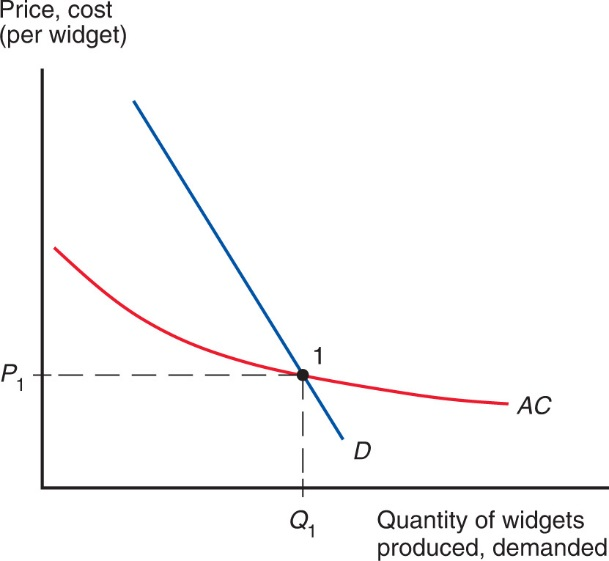 Price, cost
(per widget)
1
P1
AC
D
Q1
Quantity of widgets
produced, demanded